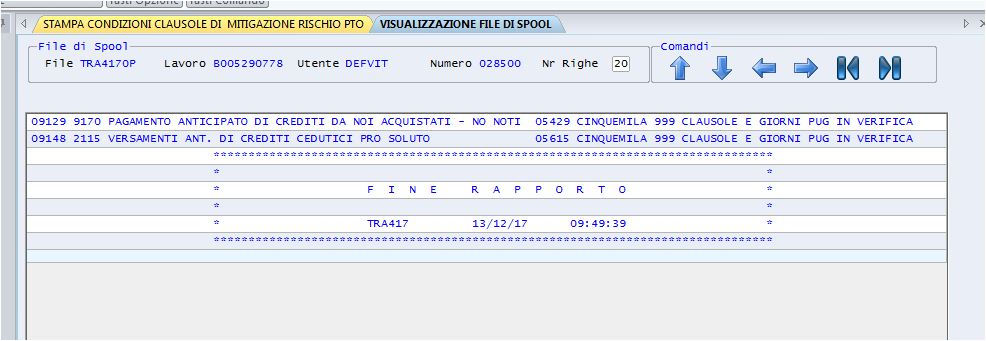 Tasti Opzione Tasti Comando
STAMPA CONDIZIONI CLAUSOLE DI MITIGAZIONE RISCHIO PTO VISUALIZZAZIONE FILE DI SPOOL
File di Spool Comandi
File TRA4170P Lavoro B005290778 Utente DEFVIT Numero 028500 Nr Righe 20
09129 9170 PAGAMENTO ANTICIPATO DI CREDITI DA NOI ACQUISTATI - NO NOTI 05429 CINQUEMILA 999 CLAUSOLE E GIORNI PUG IN VERIFICA
09148 2115 VERSAMENTI ANT. DI CREDITI CEDUTICI PRO SOLUTO 05615 CINQUEMILA 999 CLAUSOLE E GIORNI PUG IN VERIFICA
********************************************************************************
* *
* F I N E R A P P O R T O *
* *
* TRA417 13/12/17 09:49:39 *
********************************************************************************